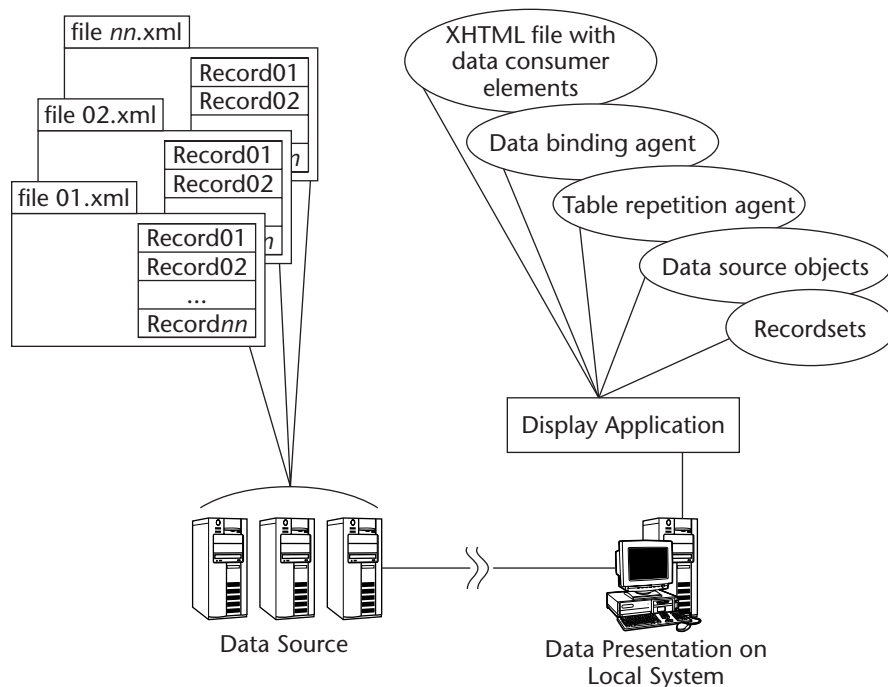 file nn.xml
Record01
Record02
n
file 02.xml
Record01
Record02
n
file 01.xml
Record01
Record02
...
Recordnn
XHTML file with
data consumer
elements
Data binding agent
Table repetition agent
Data source objects
Recordsets
Display Application
Data Source
Data Presentation on
Local System